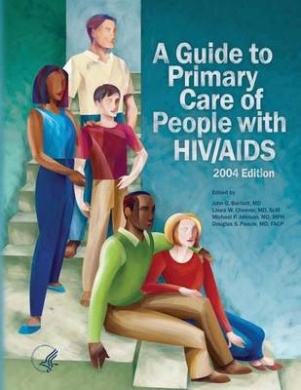 A Guide to
Primary
Care of
People with
HIV/AIDS
2004 Edition
Edited by
John G. Bartlett, MD
Laura W. Cheever, MD, ScM
Michael P. Johnson, MD, MPH
Douglas S. Paauw, MD, FACP